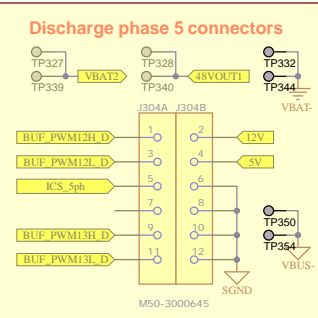 Discharge phase 5 connectors
TP327 TP328 TP332
VBAT2 48VOUT1
TP339 TP340 TP344
VBAT-
J304A J304B
BUF_PWM12H_D 1 2 12V
BUF_PWM12L_D 3 4 5V
ICS_5ph 5 6
7 8 TP350
BUF_PWM13H_D 9 10 TP354
BUF_PWM13L_D 11 12 VBUS-
SGND
M50-3000645